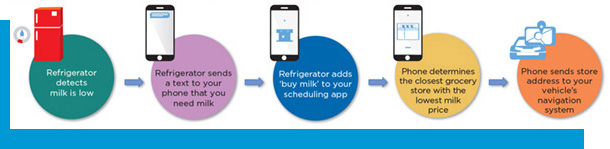 Refrigerator
detects
milk is low
Refrigerator sends
a text to your
phone that you
need milk
Refrigerator adds
'buy milk' to your
scheduling app
Phone determines
the closest grocery
store with the
lowest milk
price
Phone sends store
address to your
vehicle's
navigation
system